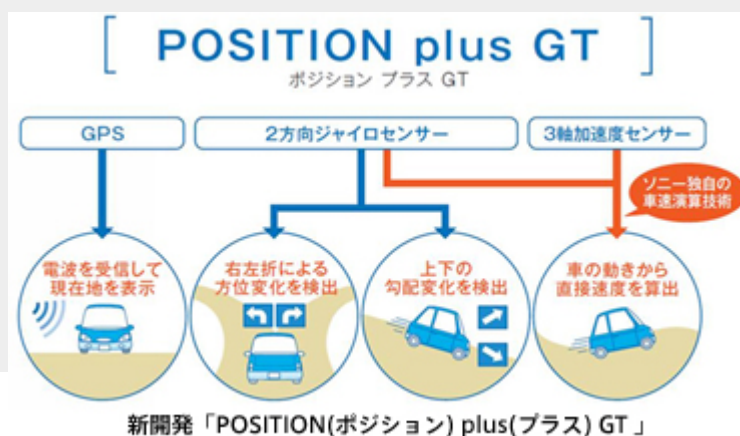 [ POSITION plus GT ]
ポジション プラス GT
GPS
2方向ジャイロセンサー
3軸加速度センサー
ソニー独自の
車速演算技術
電波を受信して
現在地を表示
右左折による
方位変化を検出
上下の
勾配変化を検出
車の動きから
直接速度を算出
新開発「POSITION(ポジション) plus(プラス) GT 」